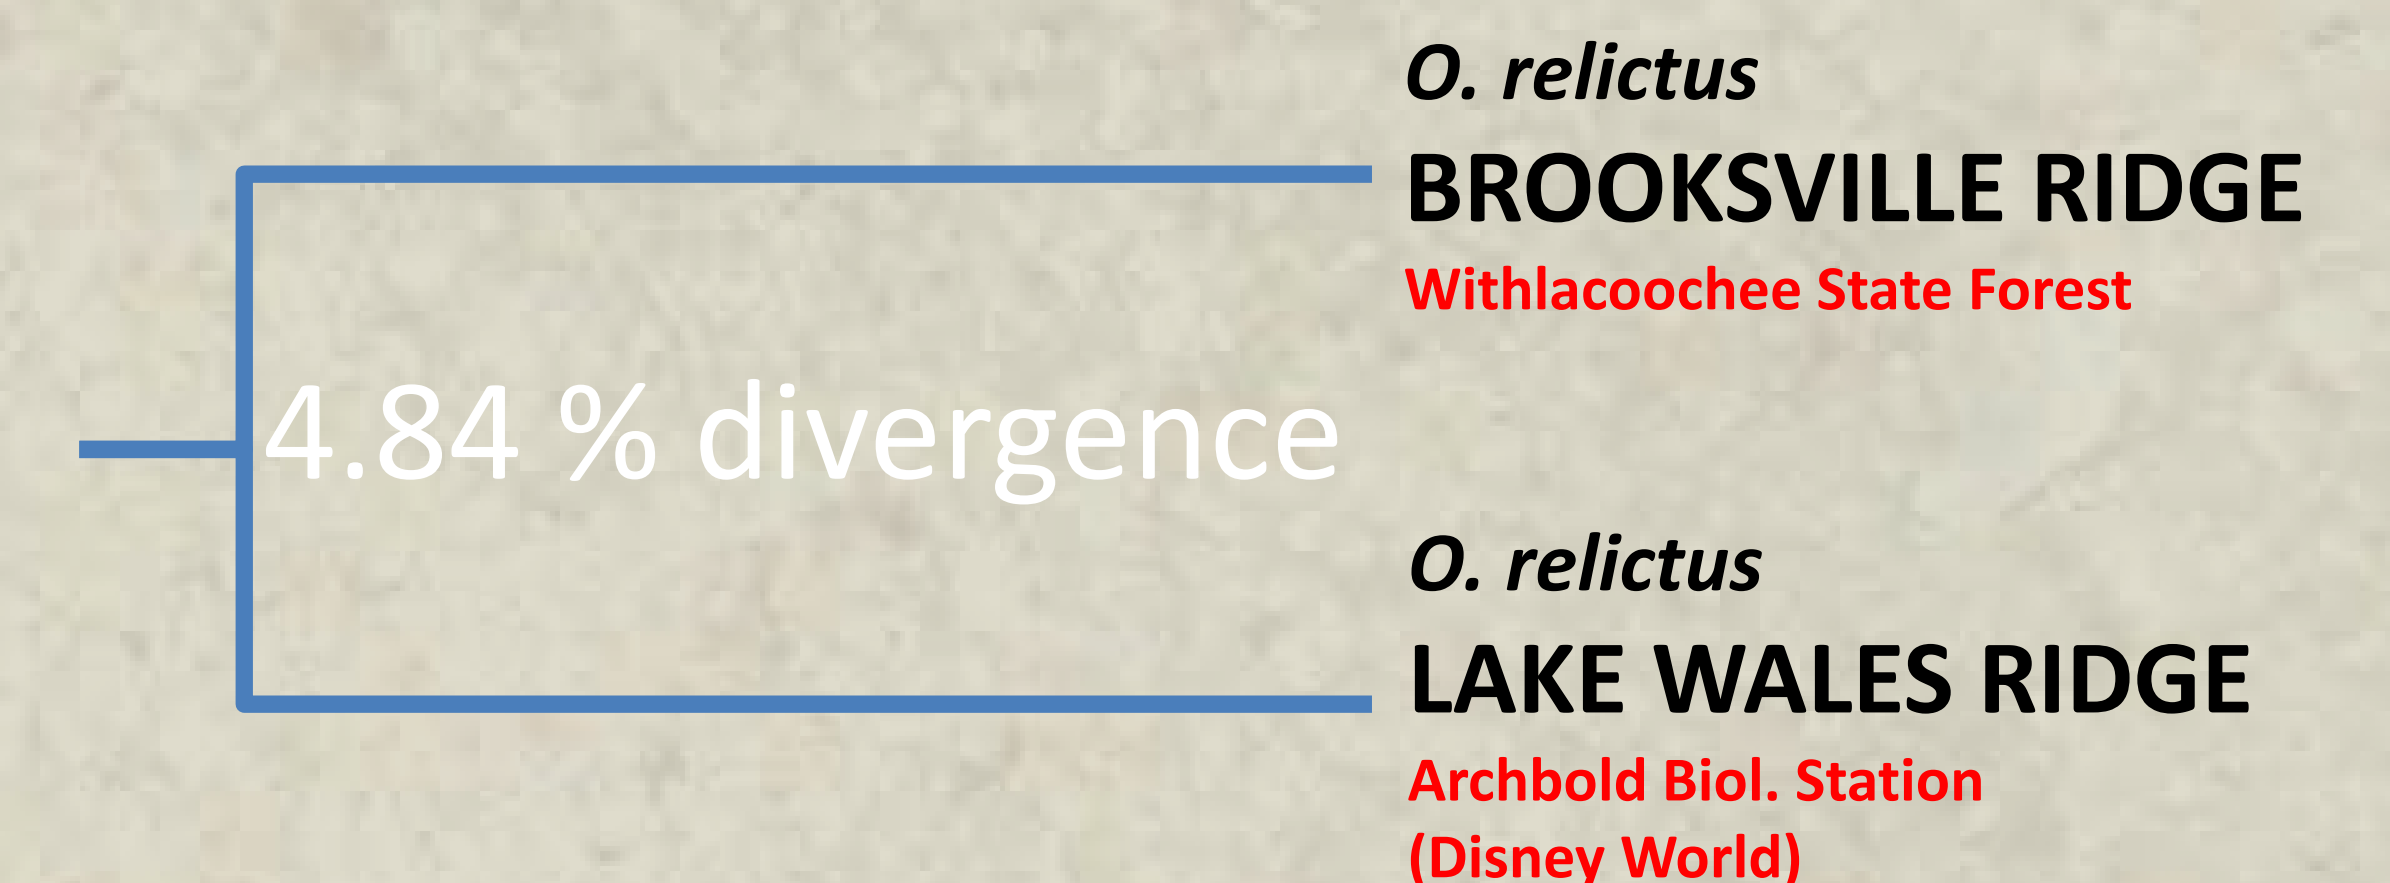 O. relictus
BROOKSVILLE RIDGE
Withlacoochee State Forest
4.84 % divergence
O. relictus
LAKE WALES RIDGE
Archbold Biol. Station
(Disney World)